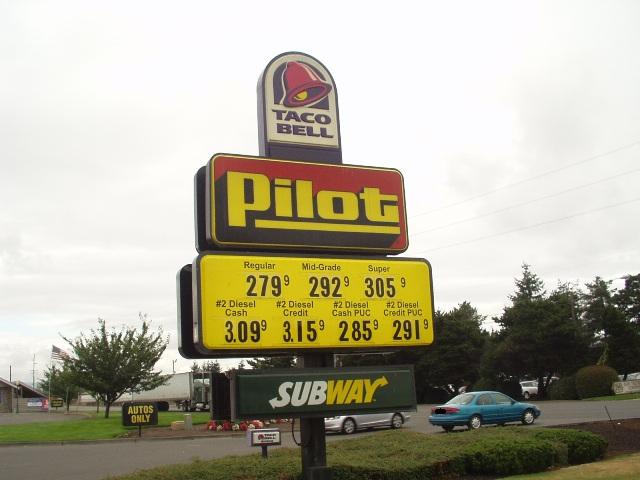 TACO
BELL
Pilot
Regular Mid-Grade Super
279⁹ 292⁹ 305⁹
#2 Diesel #2 Diesel #2 Diesel #2 Diesel
Cash Credit Cash PUC Credit PUC
3.09⁹ 3.15⁹ 285⁹ 291⁹
SUBWAY
AUTOS
ONLY